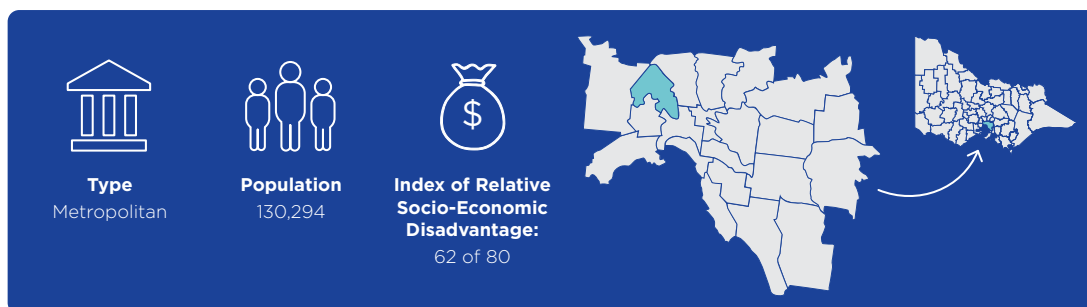 $
Type
Metropolitan
Population
130,294
Index of Relative
Socio-Economic
Disadvantage:
62 of 80